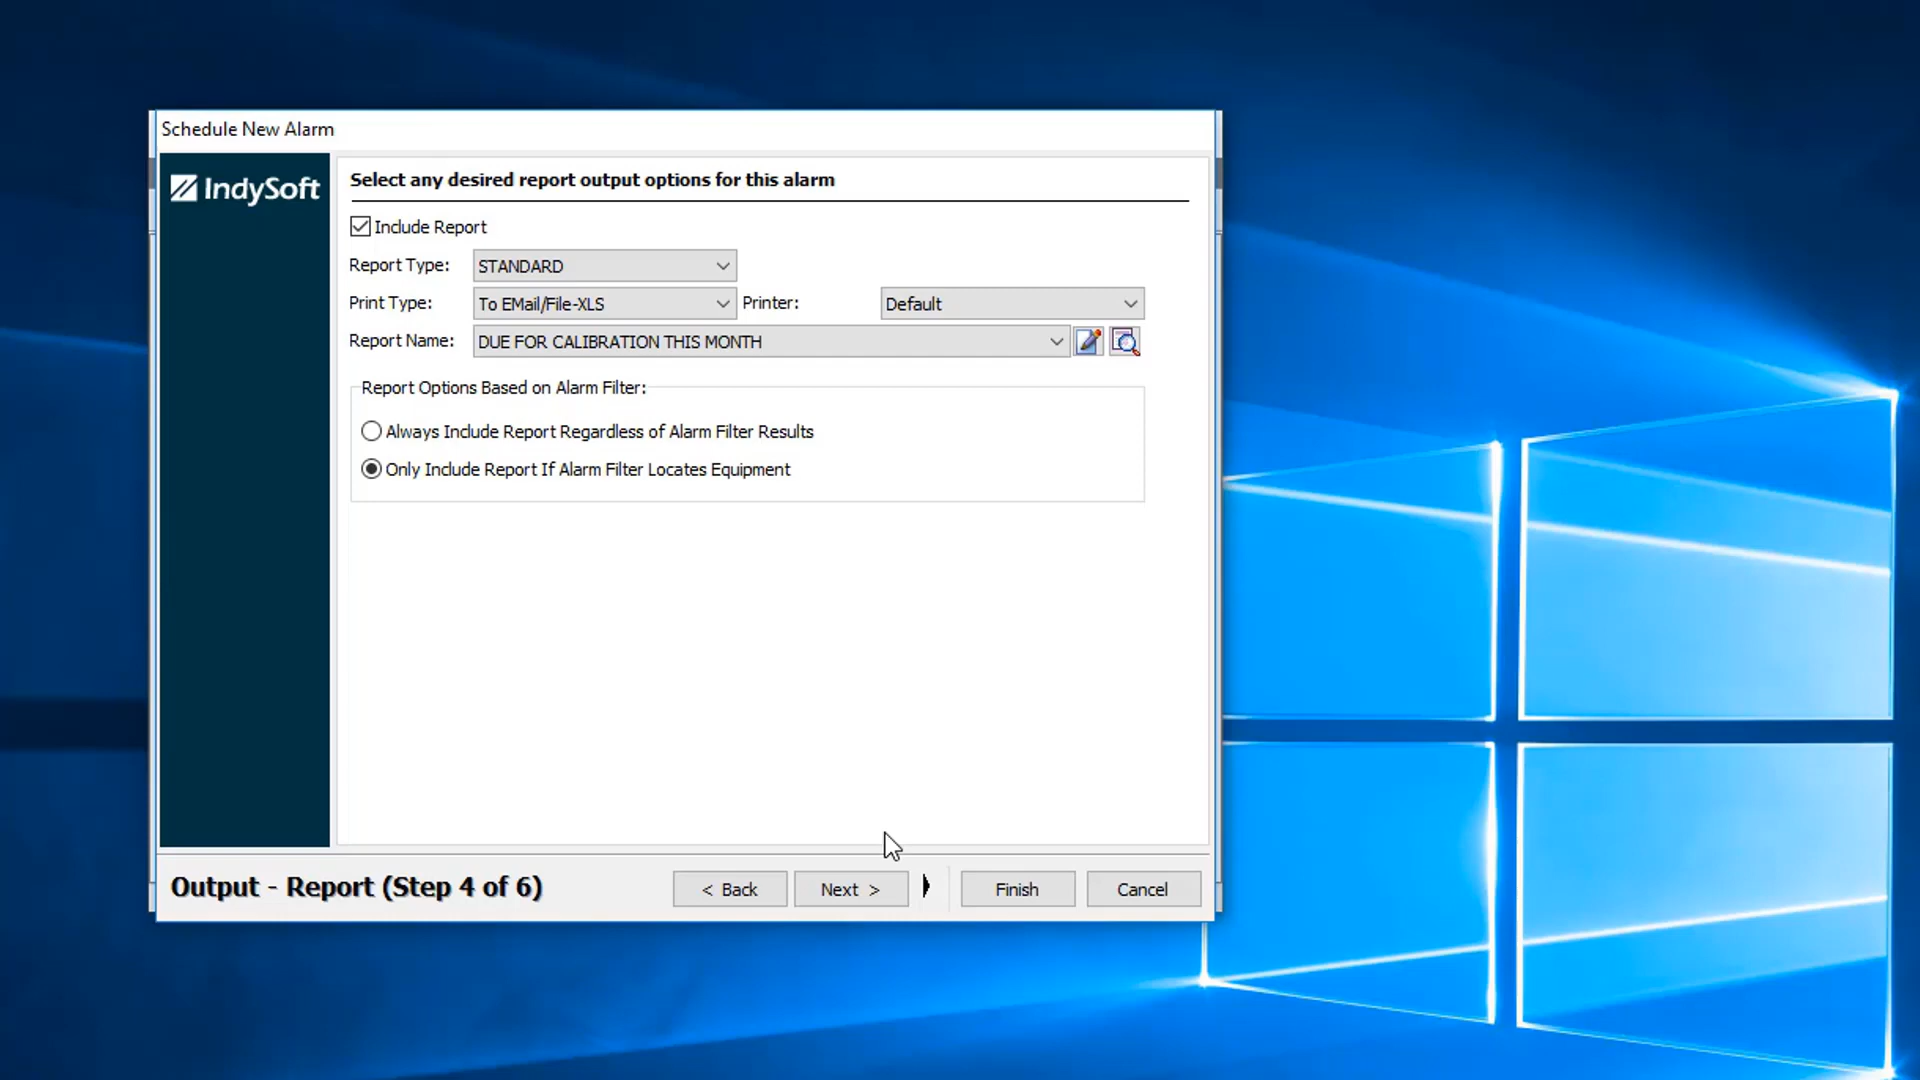 Schedule New Alarm
IndySoft
Select any desired report output options for this alarm
Include Report
Report Type: STANDARD
Print Type: To EMail/File-XLS Printer: Default
Report Name: DUE FOR CALIBRATION THIS MONTH
Report Options Based on Alarm Filter:
Always Include Report Regardless of Alarm Filter Results
Only Include Report If Alarm Filter Locates Equipment
Output - Report (Step 4 of 6) < Back Next > Finish Cancel